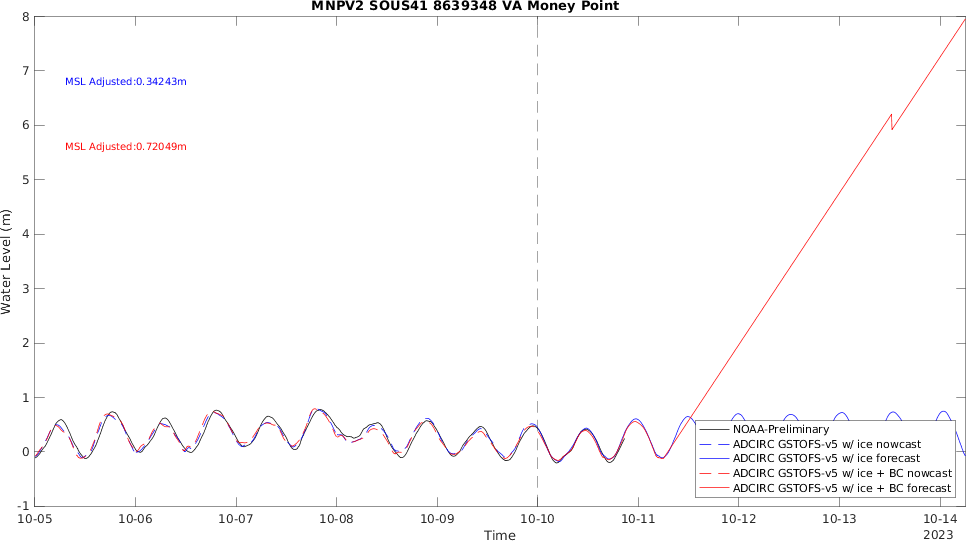 MNPV2 SOUS41 8639348 VA Money Point
8
7
6
5
4
3
2
1
0
-1
Water Level (m)
MSL Adjusted:0.34243m
MSL Adjusted:0.72049m
NOAA-Preliminary
ADCIRC GSTOFS-v5 w/ ice nowcast
ADCIRC GSTOFS-v5 w/ ice forecast
ADCIRC GSTOFS-v5 w/ ice + BC nowcast
ADCIRC GSTOFS-v5 w/ ice + BC forecast
10-05 10-06 10-07 10-08 10-09 10-10 10-11 10-12 10-13 10-14
Time
2023